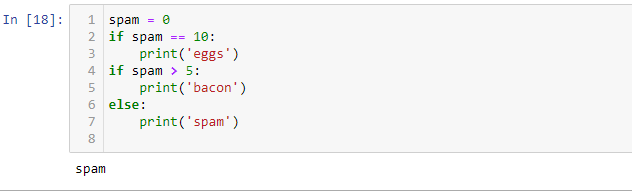 In [18]:
1 spam = 0
2 if spam == 10:
3     print('eggs')
4 if spam > 5:
5     print('bacon')
6 else:
7     print('spam')
8
spam